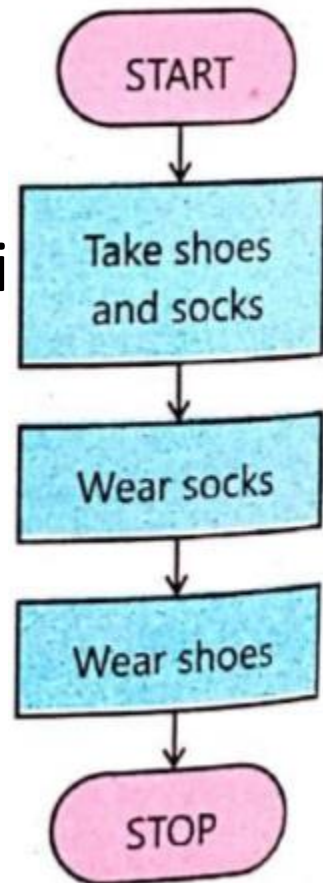 START
i
Take shoes
and socks
Wear socks
Wear shoes
STOP